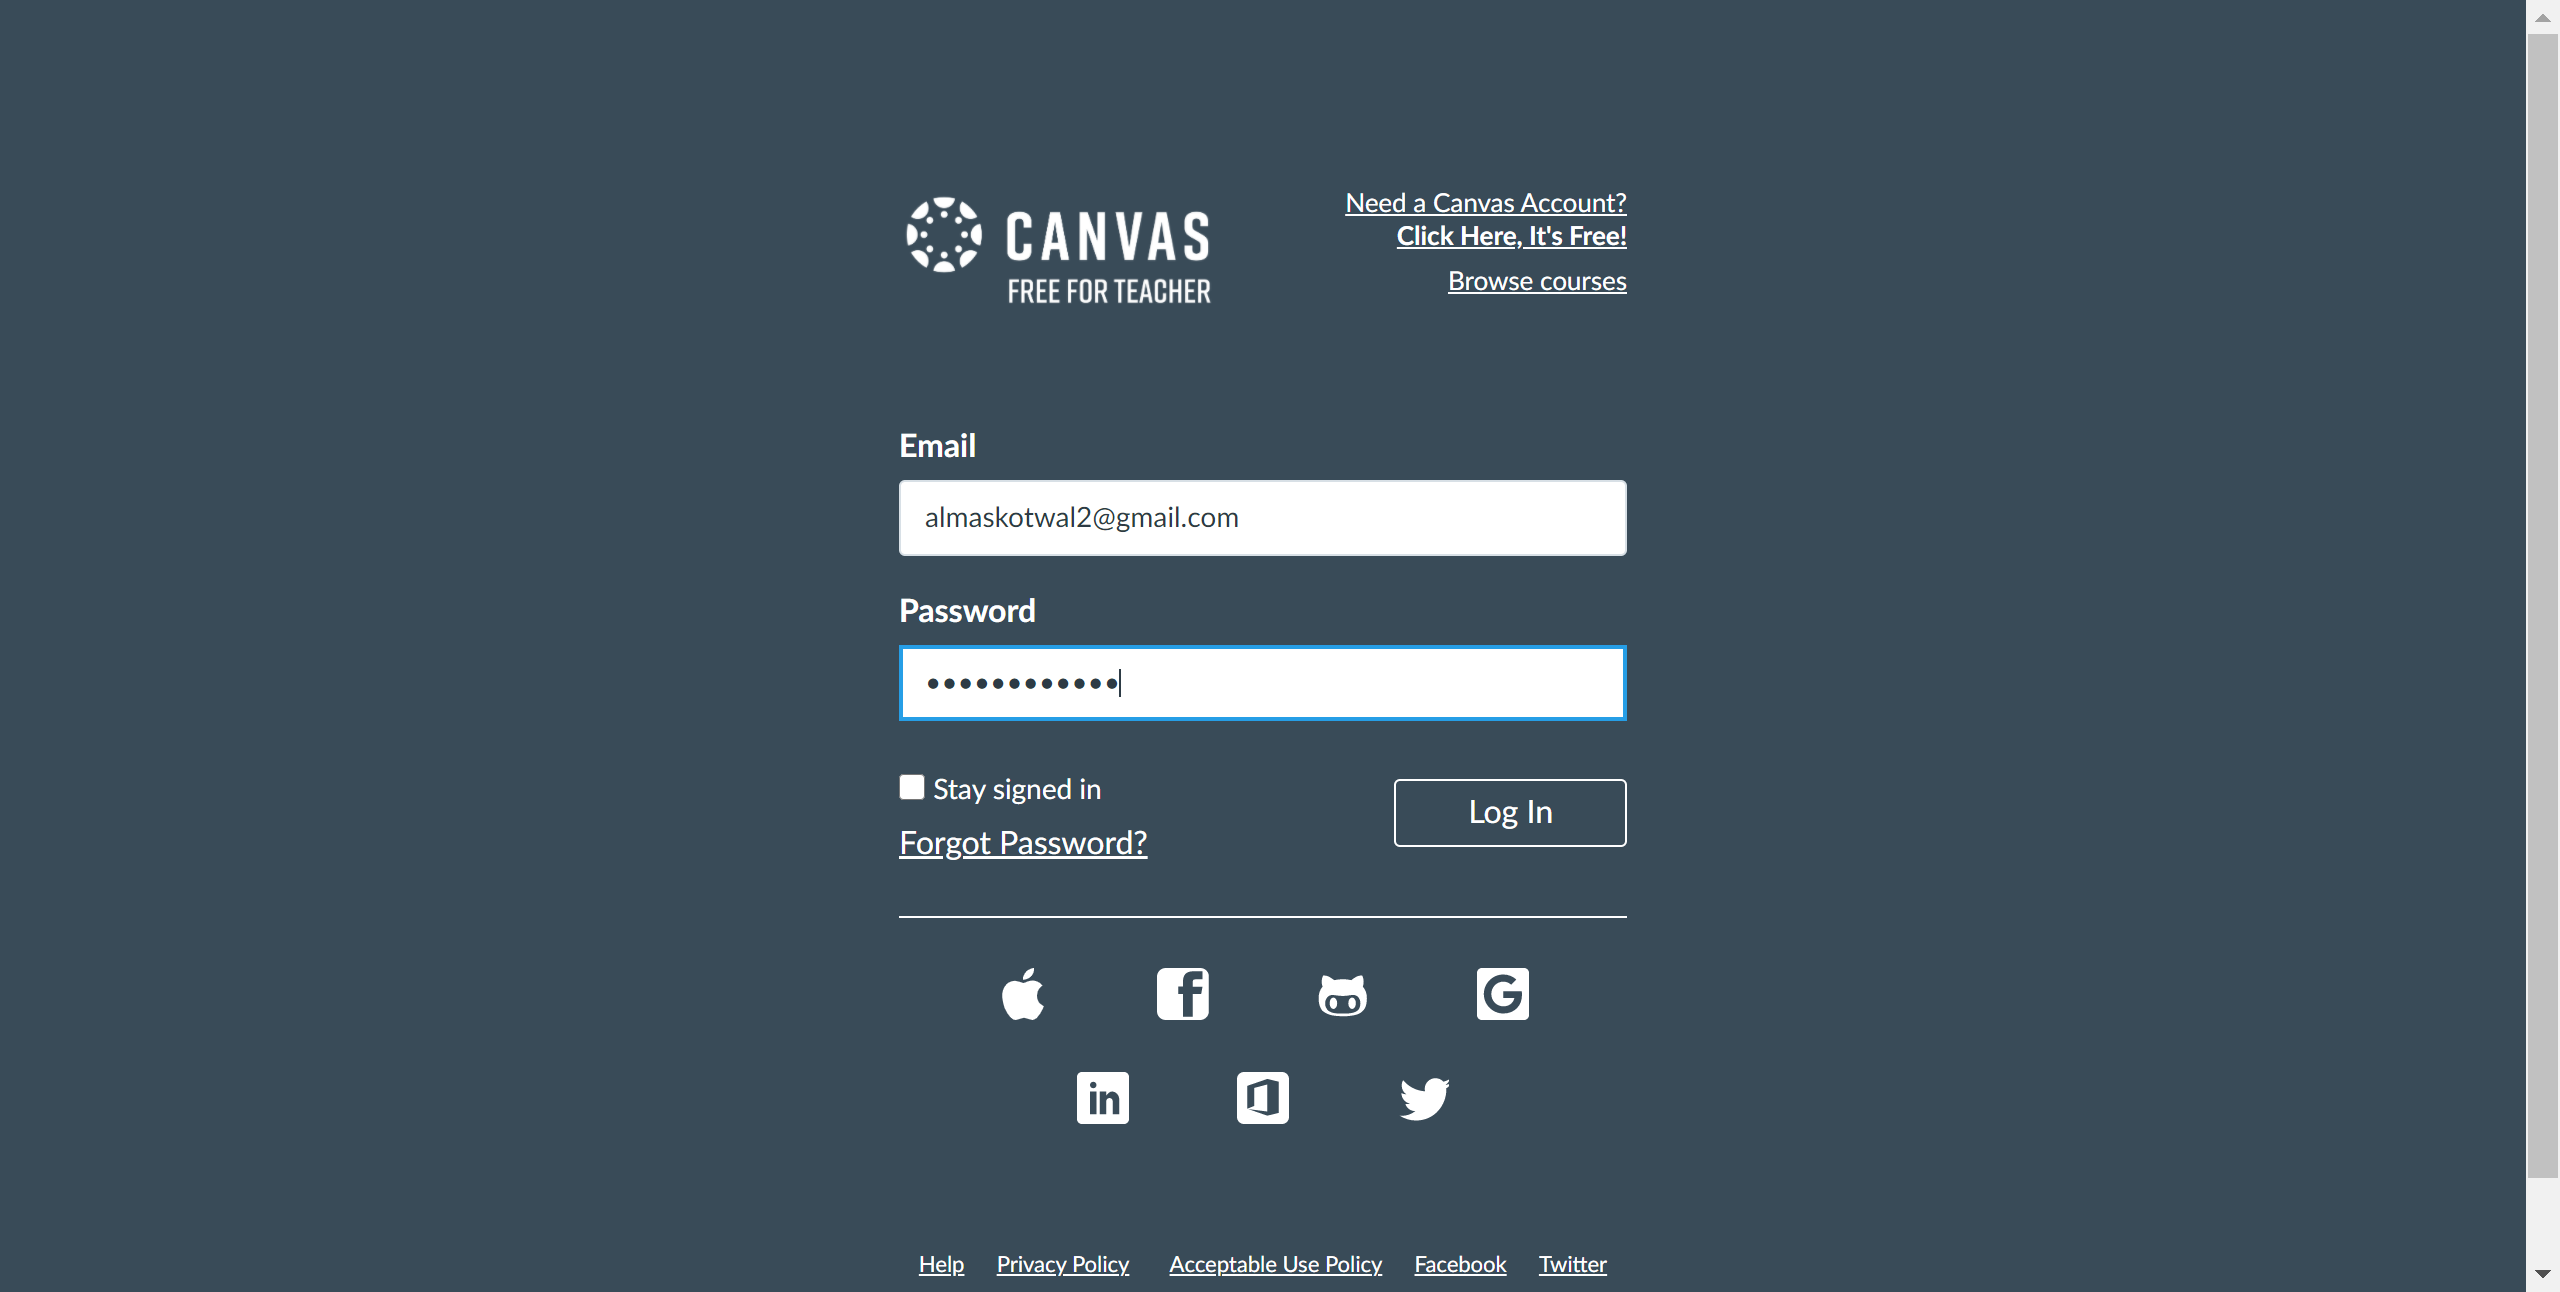 CANVAS
FREE FOR TEACHER
Need a Canvas Account?
Click Here, It's Free!
Browse courses
Email
almaskotwal2@gmail.com
Password
••••••••••••
Stay signed in
Forgot Password?
Log In
Help Privacy Policy Acceptable Use Policy Facebook Twitter